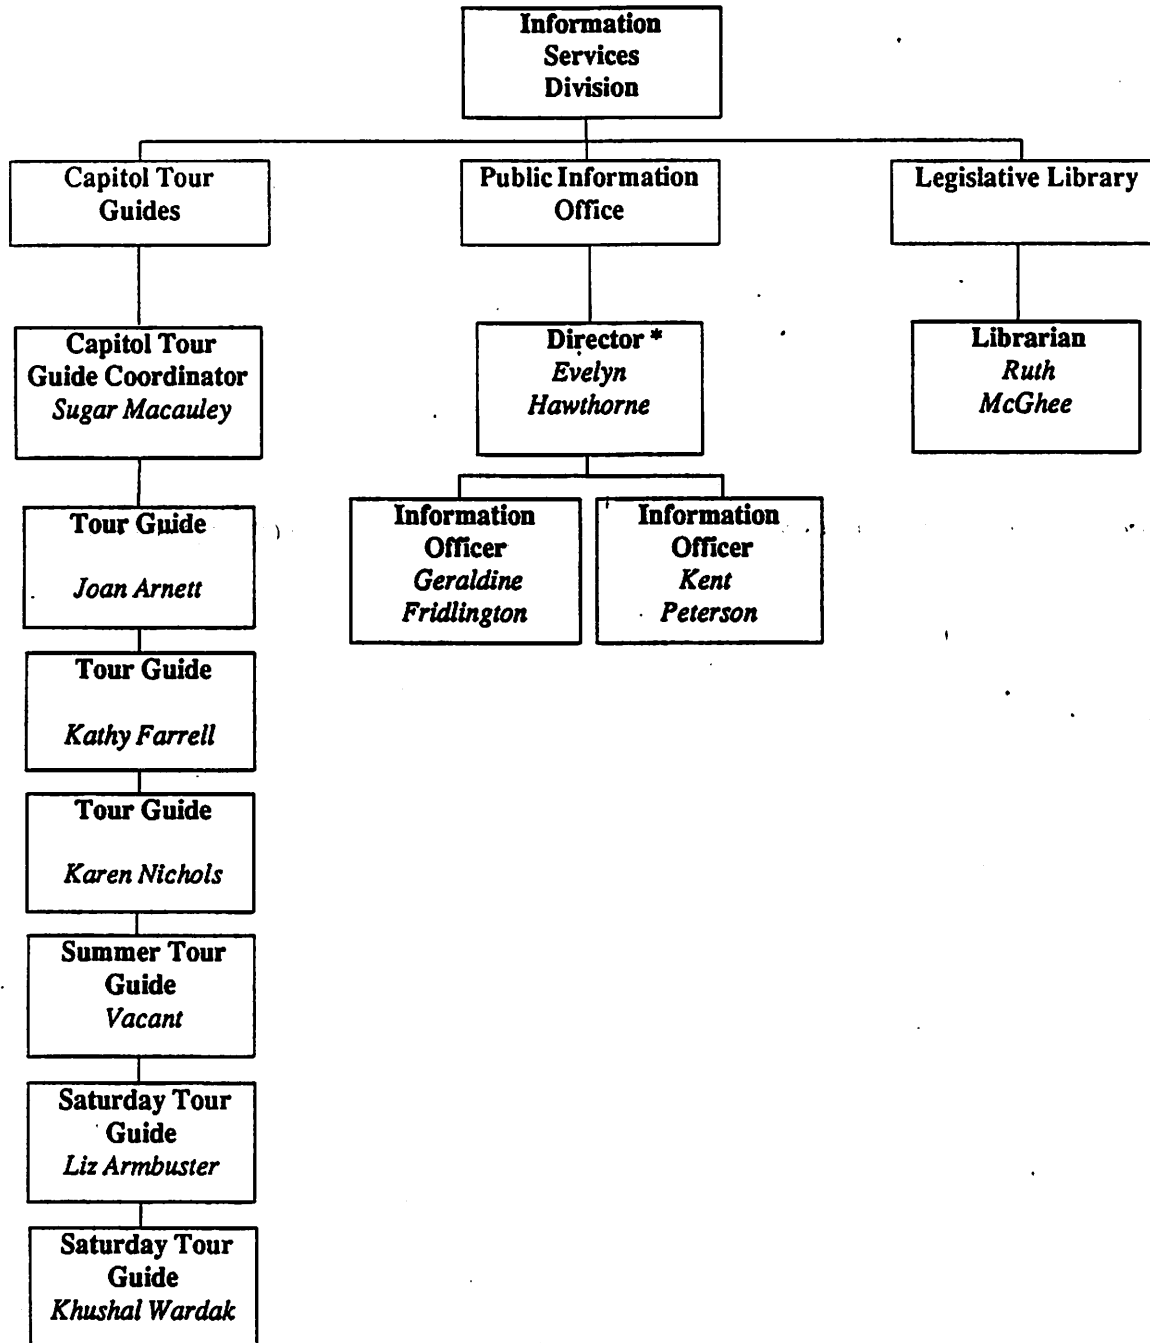 Information
Services
Division
Capitol Tour
Guides
Public Information
Office
Legislative Library
Capitol Tour
Guide Coordinator
Sugar Macauley
Director *
Evelyn
Hawthorne
Librarian
Ruth
McGhee
Tour Guide
Joan Arnett
Information
Officer
Geraldine
Fridlington
Information
Officer
Kent
Peterson
Tour Guide
Kathy Farrell
Tour Guide
Karen Nichols
Summer Tour
Guide
Vacant
Saturday Tour
Guide
Liz Armbuster
Saturday Tour
Guide
Khushal Wardak